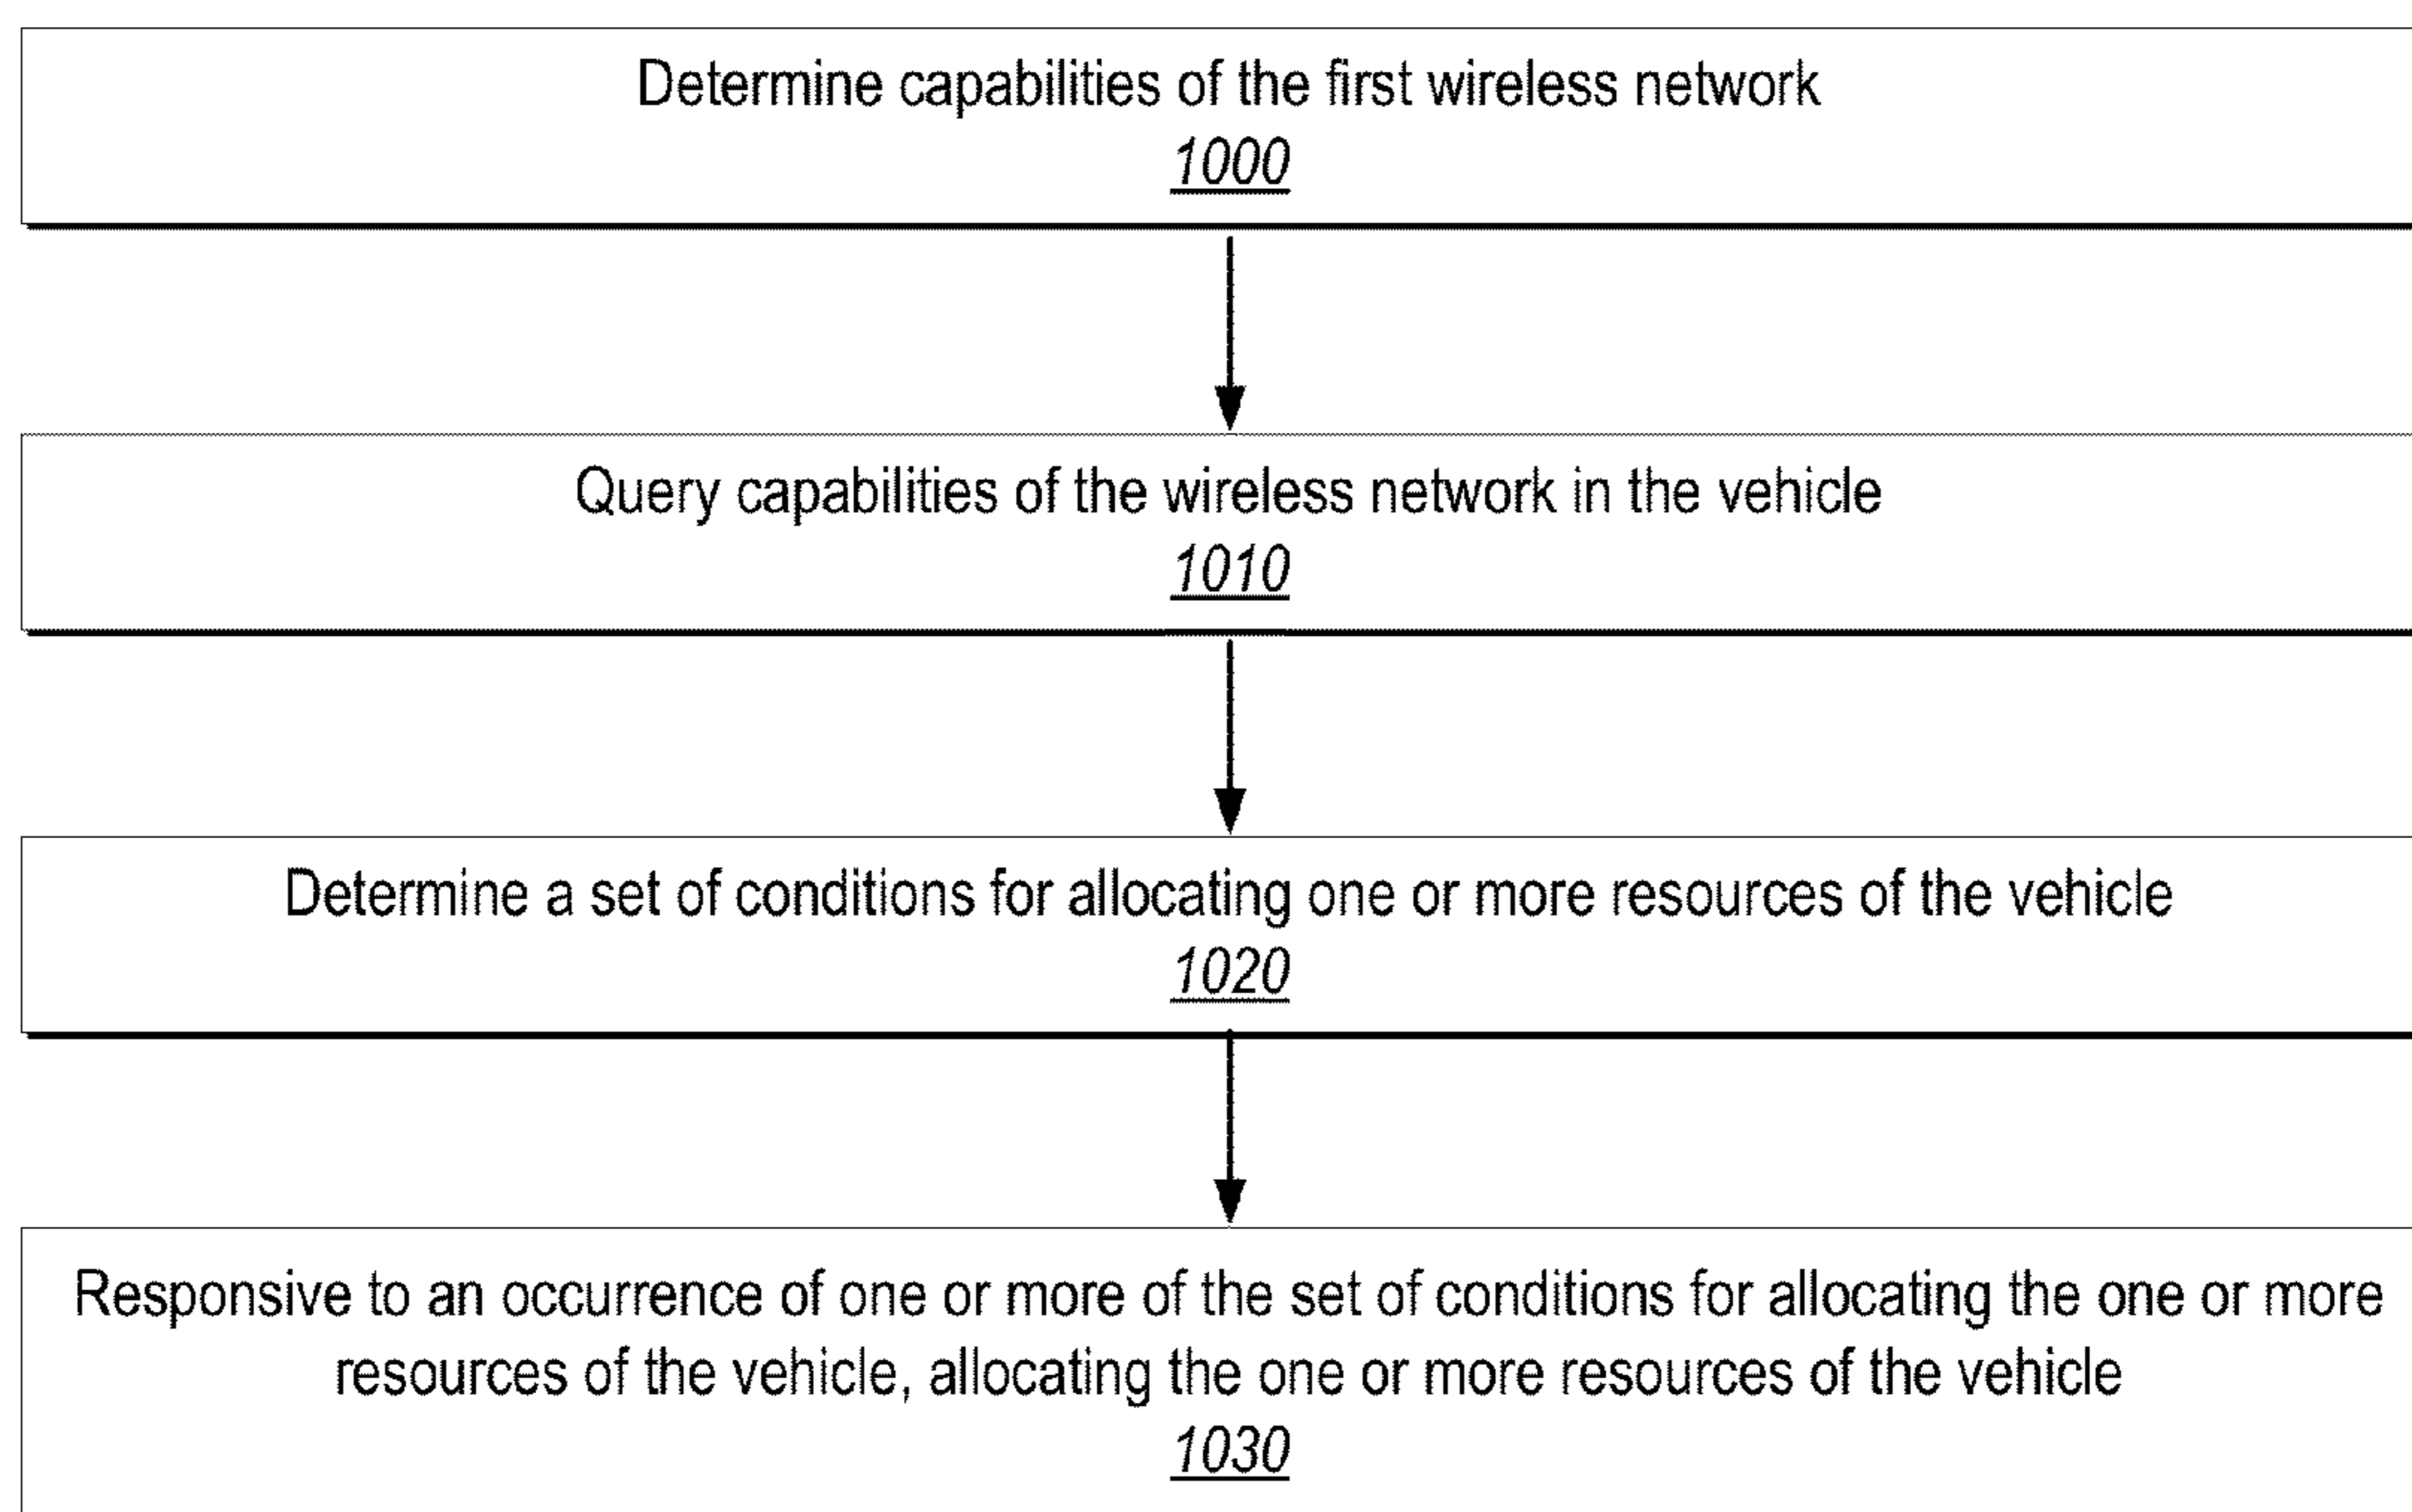 Determine capabilities of the first wireless network
1000
Query capabilities of the wireless network in the vehicle
1010
Determine a set of conditions for allocating one or more resources of the vehicle
1020
Responsive to an occurrence of one or more of the set of conditions for allocating the one or more
resources of the vehicle, allocating the one or more resources of the vehicle
1030